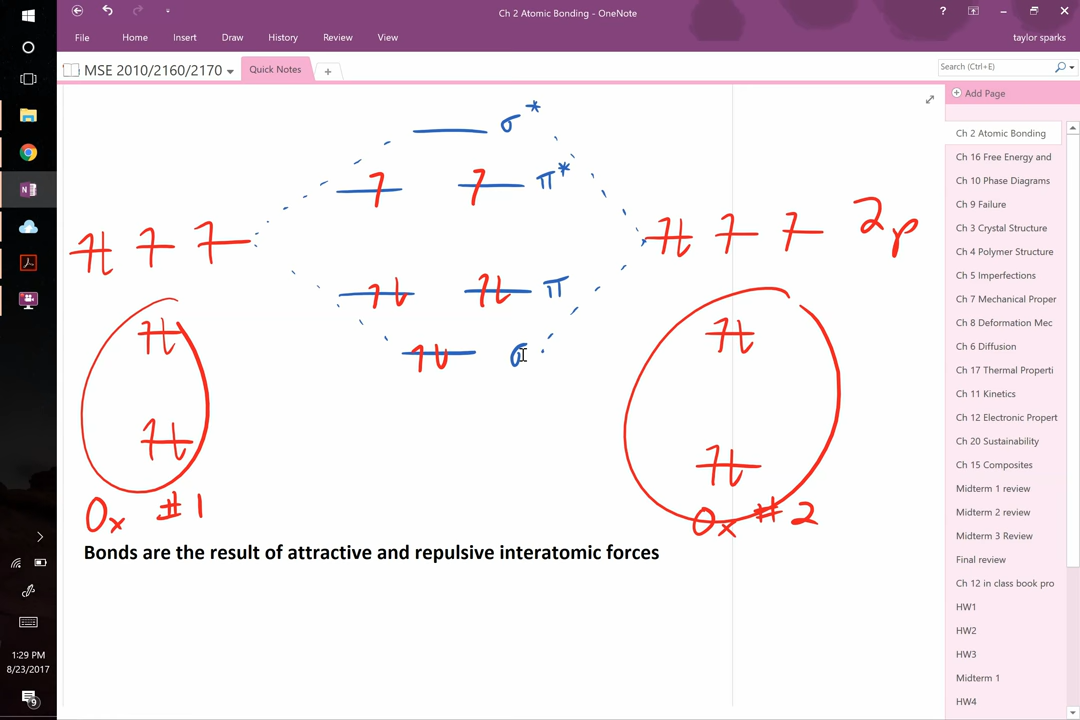 Ch 2 Atomic Bonding - OneNote
?
File Home Insert Draw History Review View
taylor sparks
MSE 2010/2160/2170
Quick Notes
+
Search (Ctrl+E)
Add Page
Ch 2 Atomic Bonding
Ch 16 Free Energy and
Ch 10 Phase Diagrams
Ch 9 Failure
Ch 3 Crystal Structure
Ch 4 Polymer Structure
Ch 5 Imperfections
Ch 7 Mechanical Proper
Ch 8 Deformation Mec
Ch 6 Diffusion
Ch 17 Thermal Properti
Ch 11 Kinetics
Ch 12 Electronic Propert
Ch 20 Sustainability
Ch 15 Composites
Midterm 1 review
Midterm 2 review
Midterm 3 Review
Final review
Ch 12 in class book pro
HW1
HW2
HW3
Midterm 1
HW4
σ*
π*
2p
π
σ
Ox #1
Ox #2
Bonds are the result of attractive and repulsive interatomic forces
1:29 PM
8/23/2017
9